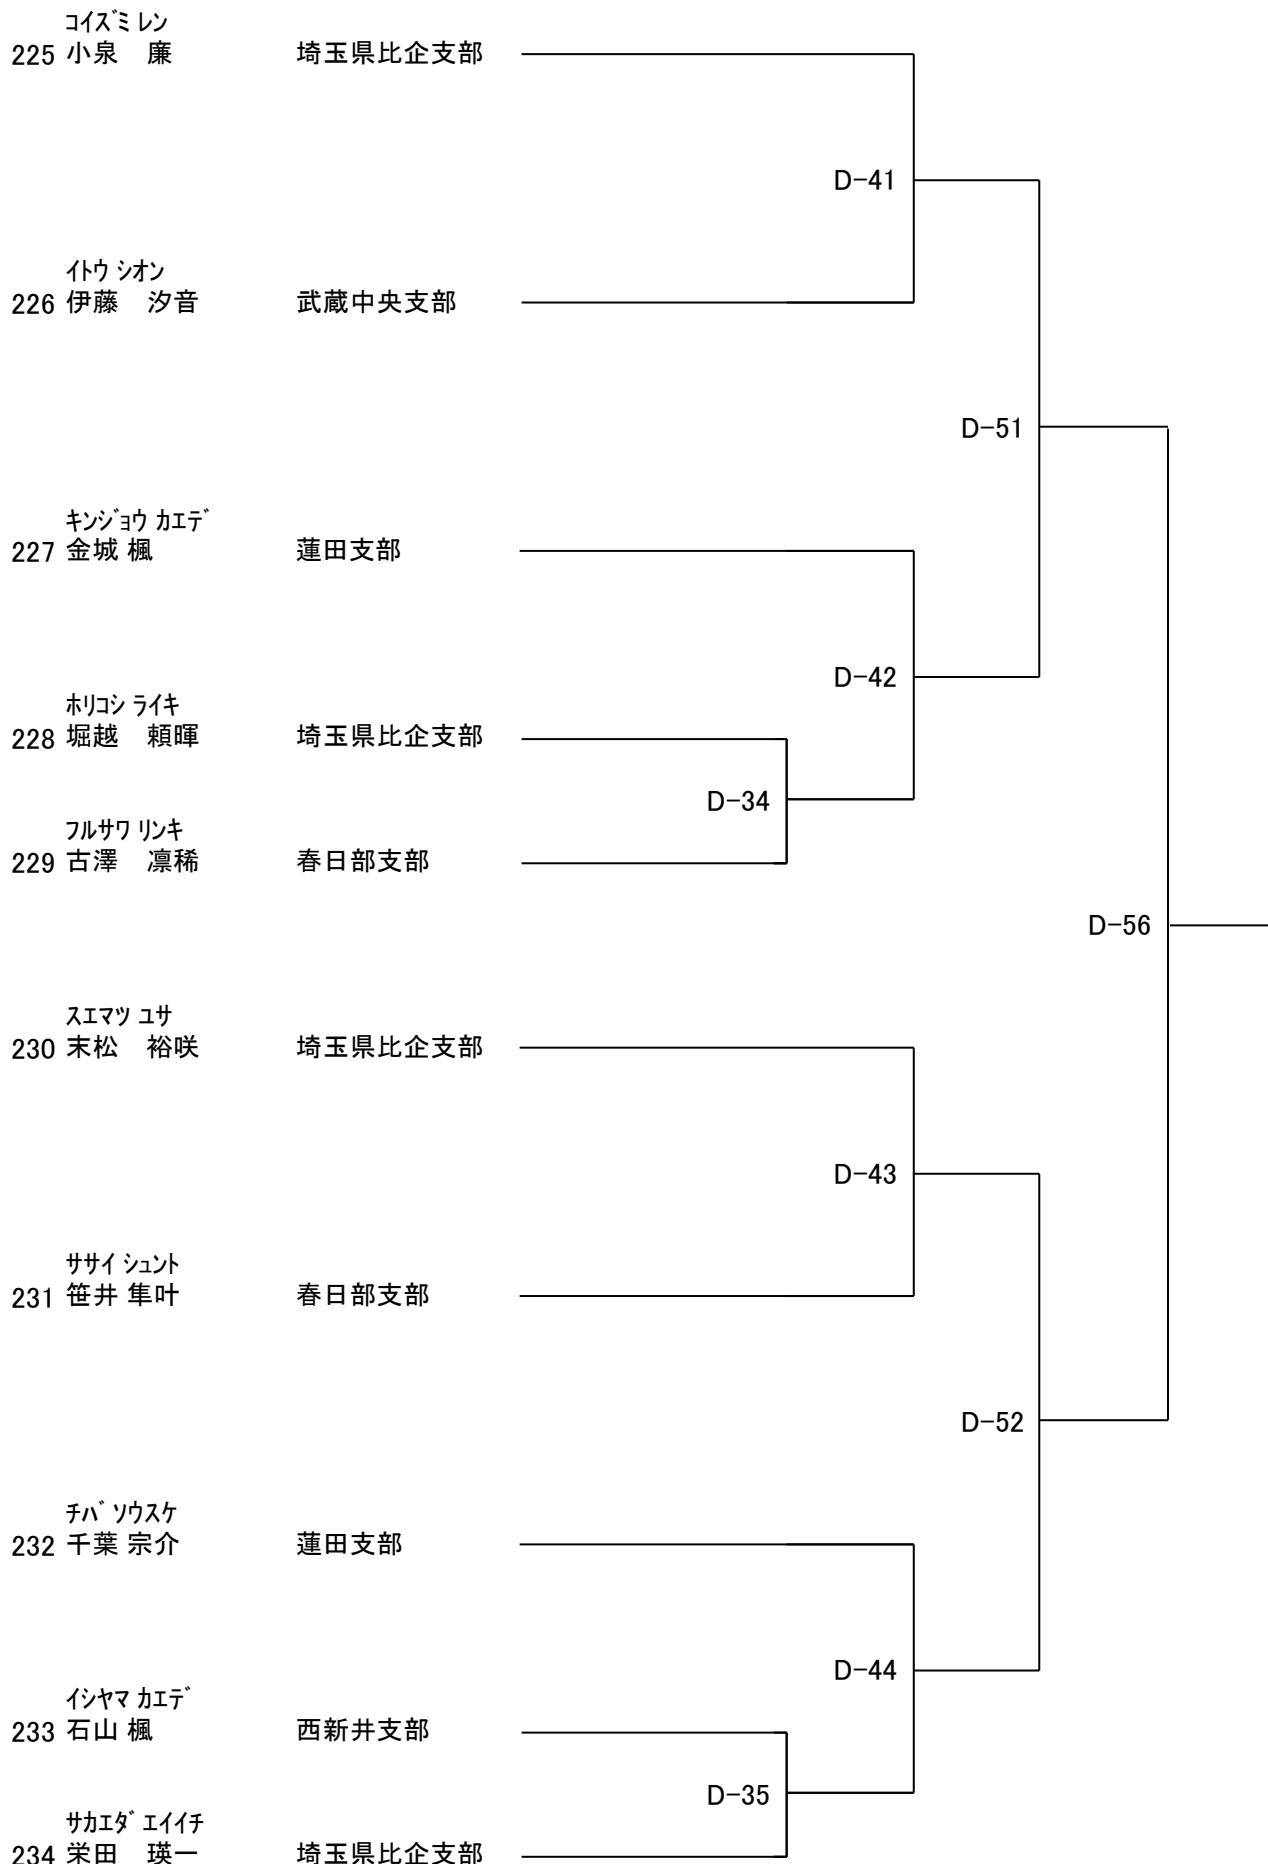 コイズミ レン
225 小泉　廉 埼玉県比企支部
D-41
イトウ シオン
226 伊藤　汐音 武蔵中央支部
D-51
キンジョウ カエデ
227 金城 楓 蓮田支部
D-42
ホリコシ ライキ
228 堀越　頼暉 埼玉県比企支部
D-34
フルサワ リンキ
229 古澤　凛稀 春日部支部
D-56
スエマツ ユサ
230 末松　裕咲 埼玉県比企支部
D-43
ササイ シュント
231 笹井 隼叶 春日部支部
D-52
チバ ソウスケ
232 千葉 宗介 蓮田支部
D-44
イシヤマ カエデ
233 石山 楓 西新井支部
D-35
サカエダ エイイチ
234 栄田　瑛一 埼玉県比企支部